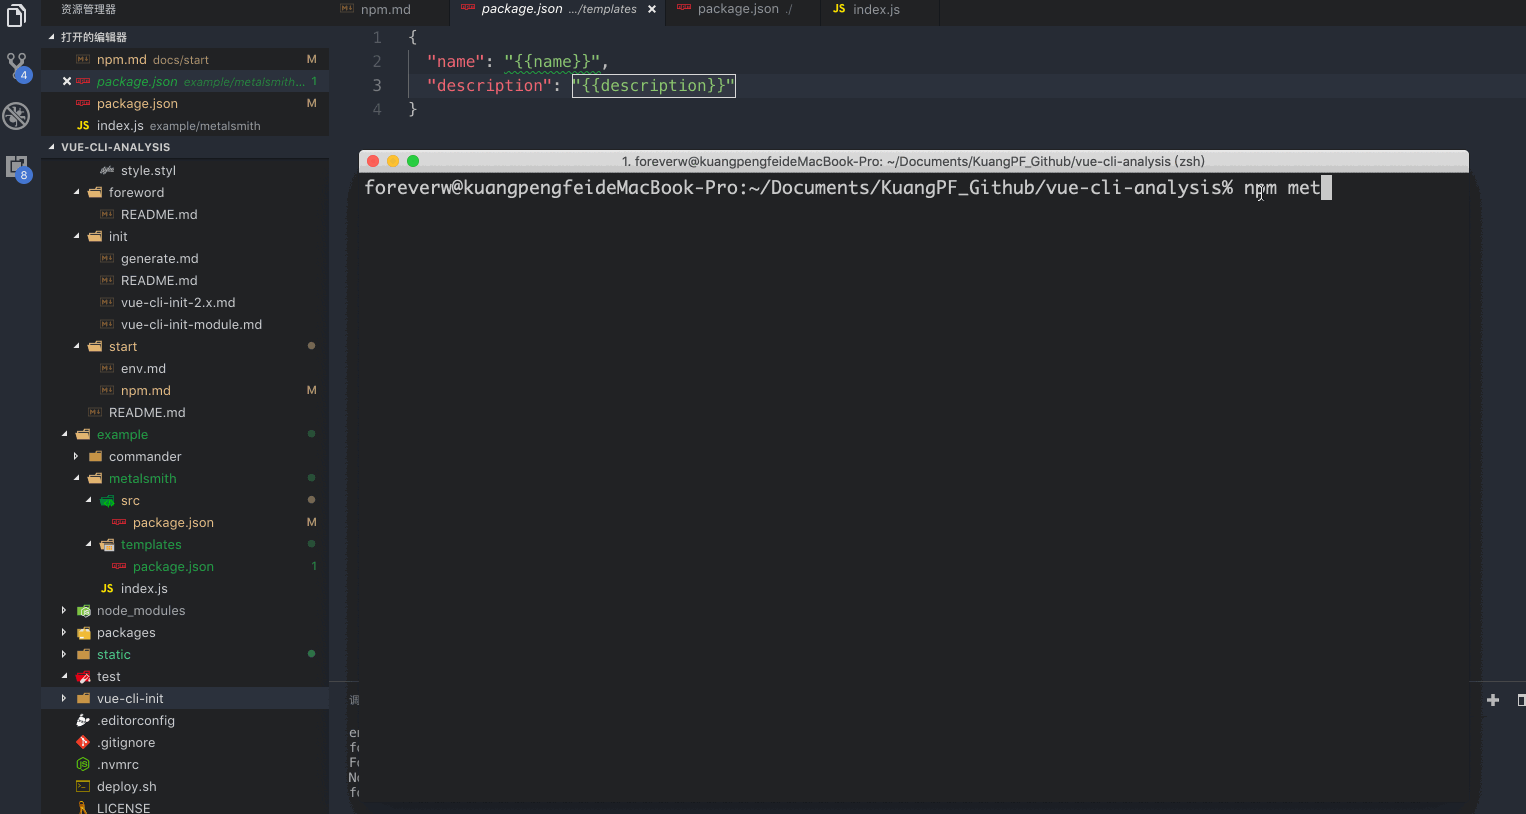 资源管理器
npm.md
package.json .../templates
package.json ./
JS index.js
打开的编辑器
npm.md docs/start M
package.json example/metalsmith... 1
package.json M
JS index.js example/metalsmith
VUE-CLI-ANALYSIS
style.styl
foreword
README.md
init
generate.md
README.md
vue-cli-init-2.x.md
vue-cli-init-module.md
start
env.md
npm.md M
README.md
example
commander
metalsmith
src
package.json M
templates
package.json 1
JS index.js
node_modules
packages
static
test
vue-cli-init
.editorconfig
.gitignore
.nvmrc
deploy.sh
LICENSE
4
8
1 {
2 "name": "{{name}}",
3 "description": "{{description}}"
4 }
1. foreverw@kuangpengfeideMacBook-Pro: ~/Documents/KuangPF_Github/vue-cli-analysis (zsh)
foreverw@kuangpengfeideMacBook-Pro:~/Documents/KuangPF_Github/vue-cli-analysis% npm met
调